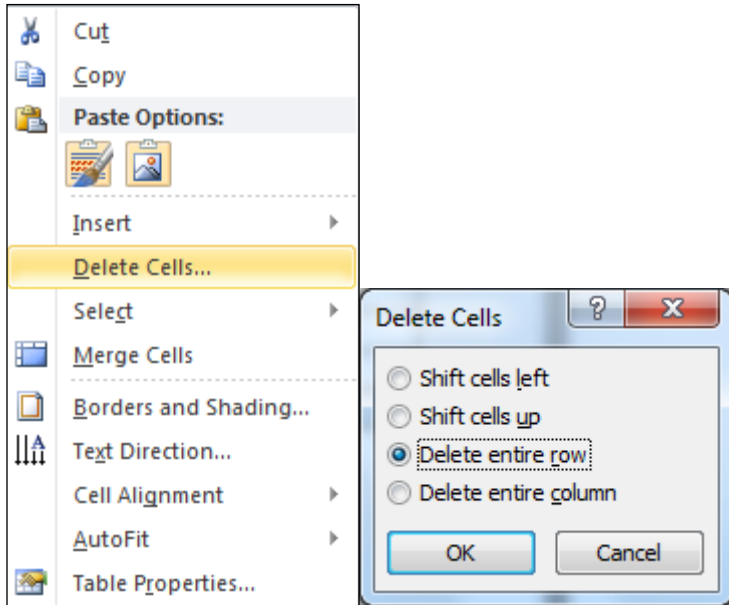 Cut
Copy
Paste Options:
Insert
Delete Cells...
Select
Merge Cells
Borders and Shading...
Text Direction...
Cell Alignment
AutoFit
Table Properties...
Delete Cells
?
Shift cells left
Shift cells up
Delete entire row
Delete entire column
OK
Cancel